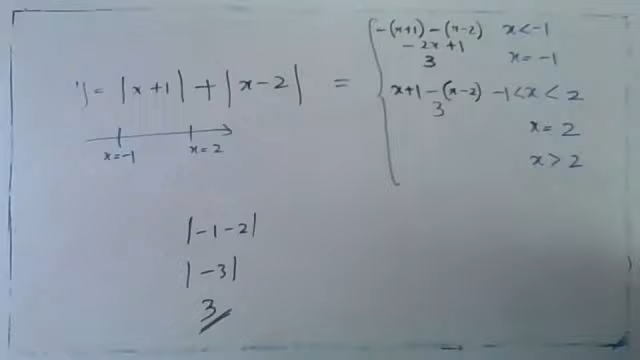 y = |x+1| + |x-2| =
-(x+1) - (x-2) x < -1
-2x+1
3 x = -1
x+1 - (x-2) -1 < x < 2
3
x = 2
x > 2
x=-1 x=2
|-1-2|
|-3|
3